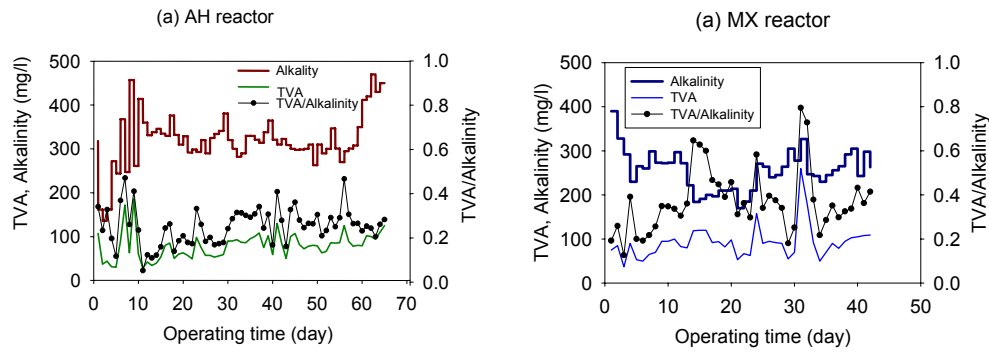 (a) AH reactor
500
400
300
200
100
0
TVA, Alkalinity (mg/l)
Alkality
TVA
TVA/Alkalinity
1.0
0.8
0.6
0.4
0.2
0.0
TVA/Alkalinity
0 10 20 30 40 50 60 70
Operating time (day)
(a) MX reactor
500
400
300
200
100
0
TVA, Alkalinity (mg/l)
Alkalinity
TVA
TVA/Alkalinity
1.0
0.8
0.6
0.4
0.2
0.0
TVA/Alkalinity
0 10 20 30 40 50
Operating time (day)